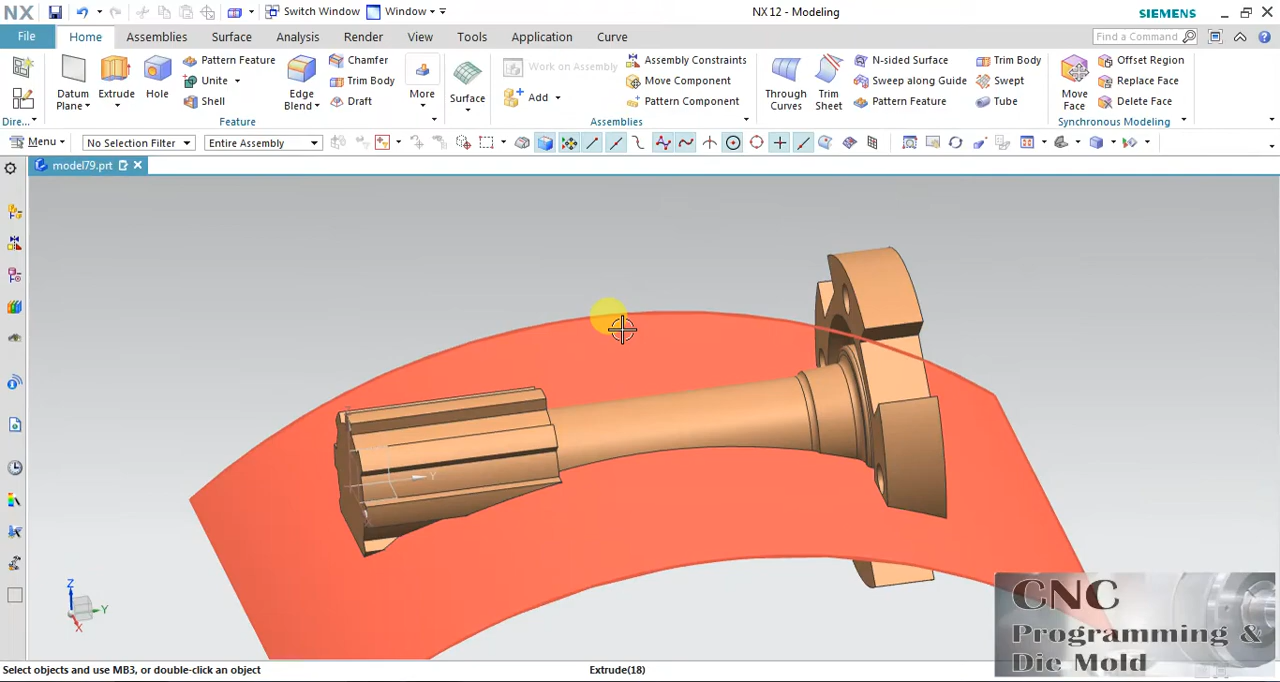 NX
Switch Window
Window
NX 12 - Modeling
SIEMENS
File
Home
Assemblies
Surface
Analysis
Render
View
Tools
Application
Curve
Find a Command
Datum Plane
Extrude
Hole
Pattern Feature
Unite
Shell
Edge Blend
Chamfer
Trim Body
Draft
More
Surface
Work on Assembly
Add
Assembly Constraints
Move Component
Pattern Component
Through Curves
Trim Sheet
N-sided Surface
Sweep along Guide
Pattern Feature
Trim Body
Swept
Tube
Move Face
Offset Region
Replace Face
Delete Face
Dire...
Feature
Assemblies
Synchronous Modeling
Menu
No Selection Filter
Entire Assembly
model79.prt
Y
Z
Y
X
CNC
Programming &
Die Mold
Select objects and use MB3, or double-click an object
Extrude(18)